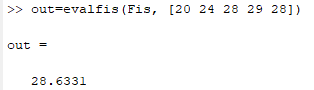 >> out=evalfis(Fis, [20 24 28 29 28])
out =
28.6331